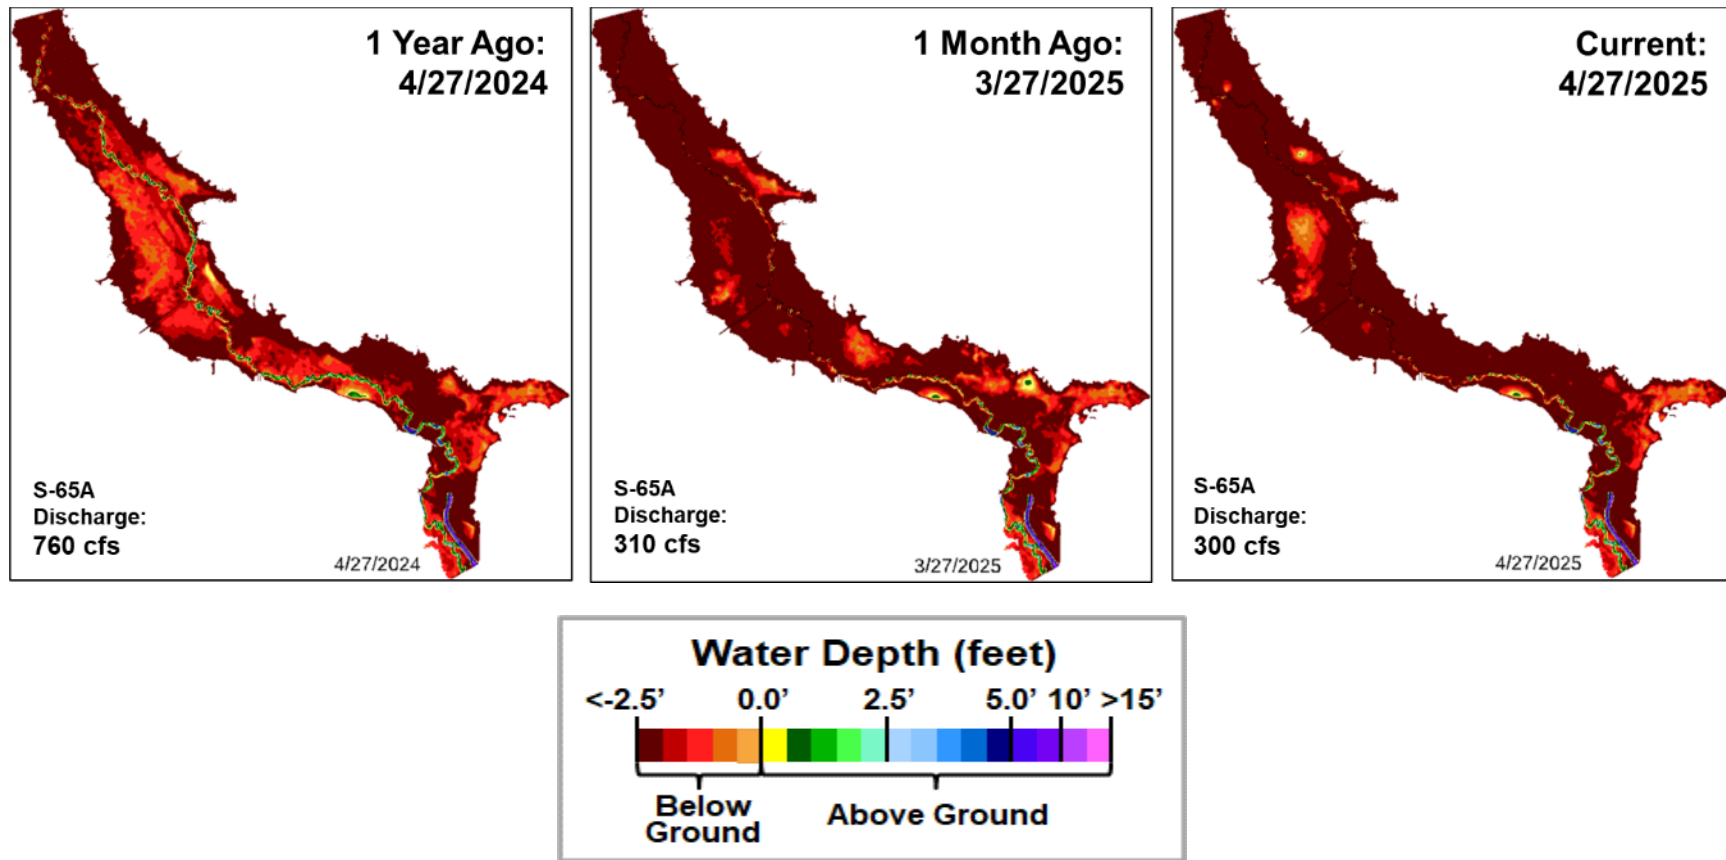 1 Year Ago:
4/27/2024
S-65A
Discharge:
760 cfs
4/27/2024
1 Month Ago:
3/27/2025
S-65A
Discharge:
310 cfs
3/27/2025
Current:
4/27/2025
S-65A
Discharge:
300 cfs
4/27/2025
Water Depth (feet)
<-2.5’ 0.0’ 2.5’ 5.0’ 10’ >15’
Below
Ground
Above Ground